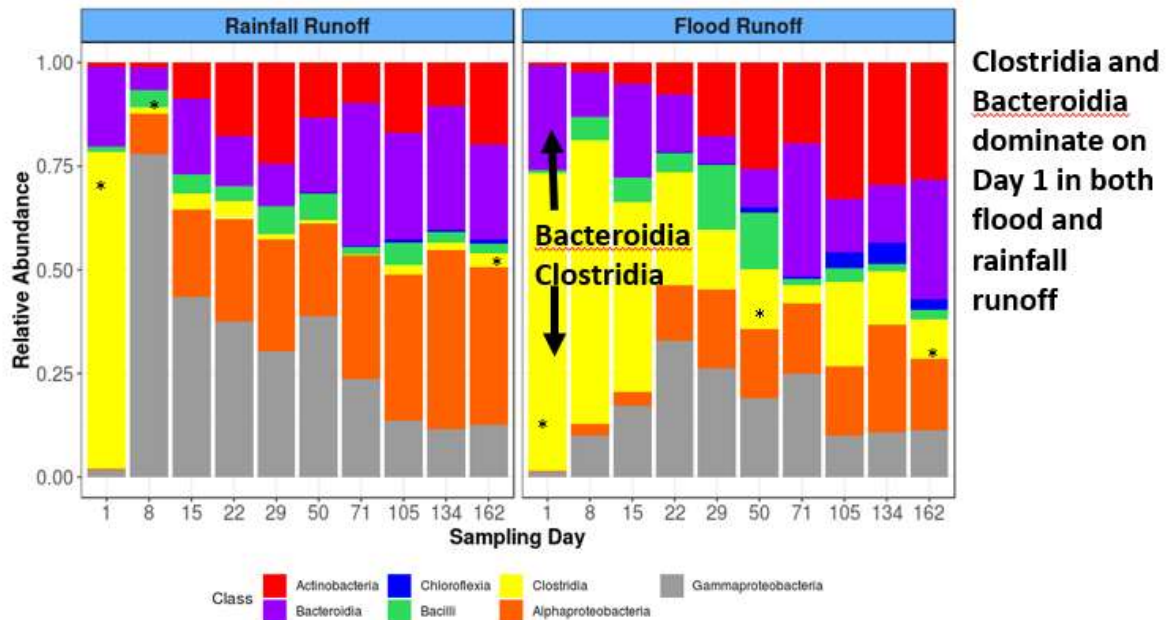 Rainfall Runoff
Flood Runoff
Clostridia and
Bacteroidia
dominate on
Day 1 in both
flood and
rainfall
runoff
Relative Abundance
1.00
0.75
0.50
0.25
0.00
*
*
*
*
*
*
Bacteroidia
Clostridia
1 8 15 22 29 50 71 105 134 162
1 8 15 22 29 50 71 105 134 162
Sampling Day
Class
Actinobacteria
Chloroflexia
Clostridia
Gammaproteobacteria
Bacteroidia
Bacilli
Alphaproteobacteria